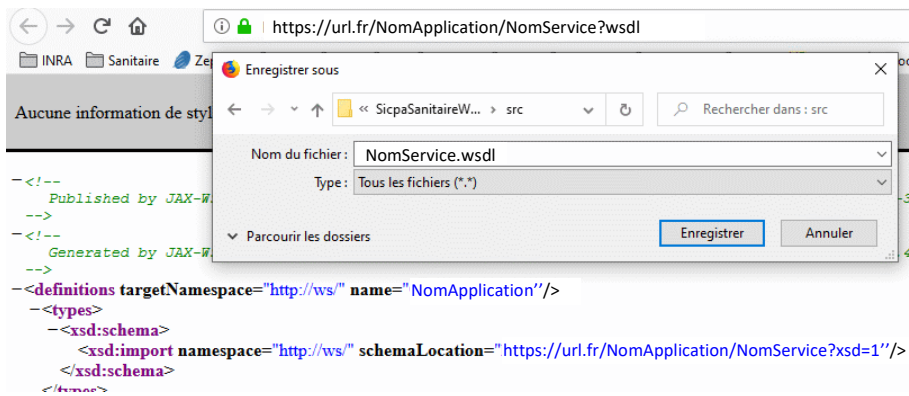 https://url.fr/NomApplication/NomService?wsdl
INRA Sanitaire
Enregistrer sous
« SicpaSanitaireW... › src
Rechercher dans : src
Aucune information de styl
Nom du fichier : NomService.wsdl
Type : Tous les fichiers (*.*)
Parcourir les dossiers
Enregistrer
Annuler
−<!--
Published by JAX-W
-->
−<!--
Generated by JAX-W
-->
−<definitions targetNamespace="http://ws/" name="NomApplication''/>
−<types>
−<xsd:schema>
<xsd:import namespace="http://ws/" schemaLocation="https://url.fr/NomApplication/NomService?xsd=1''/>
</xsd:schema>
</types>